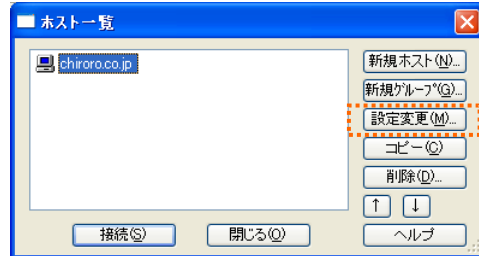 ホスト一覧
chiroro.co.jp
新規ホスト(N)...
新規グループ(G)...
設定変更(M)...
コピー(C)
削除(D)...
↑ ↓
接続(S) 閉じる(O) ヘルプ